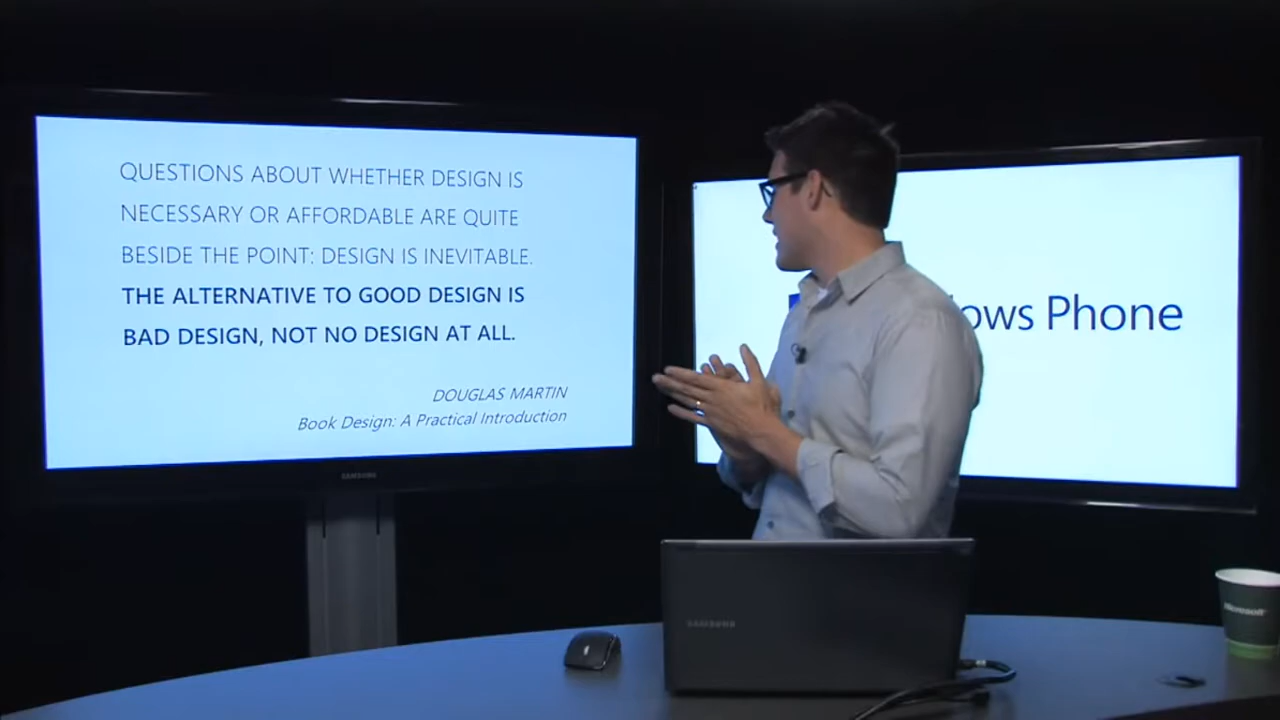 QUESTIONS ABOUT WHETHER DESIGN IS
NECESSARY OR AFFORDABLE ARE QUITE
BESIDE THE POINT: DESIGN IS INEVITABLE.
THE ALTERNATIVE TO GOOD DESIGN IS
BAD DESIGN, NOT NO DESIGN AT ALL.
DOUGLAS MARTIN
Book Design: A Practical Introduction
SAMSUNG
ows Phone
SAMSUNG
Microsoft